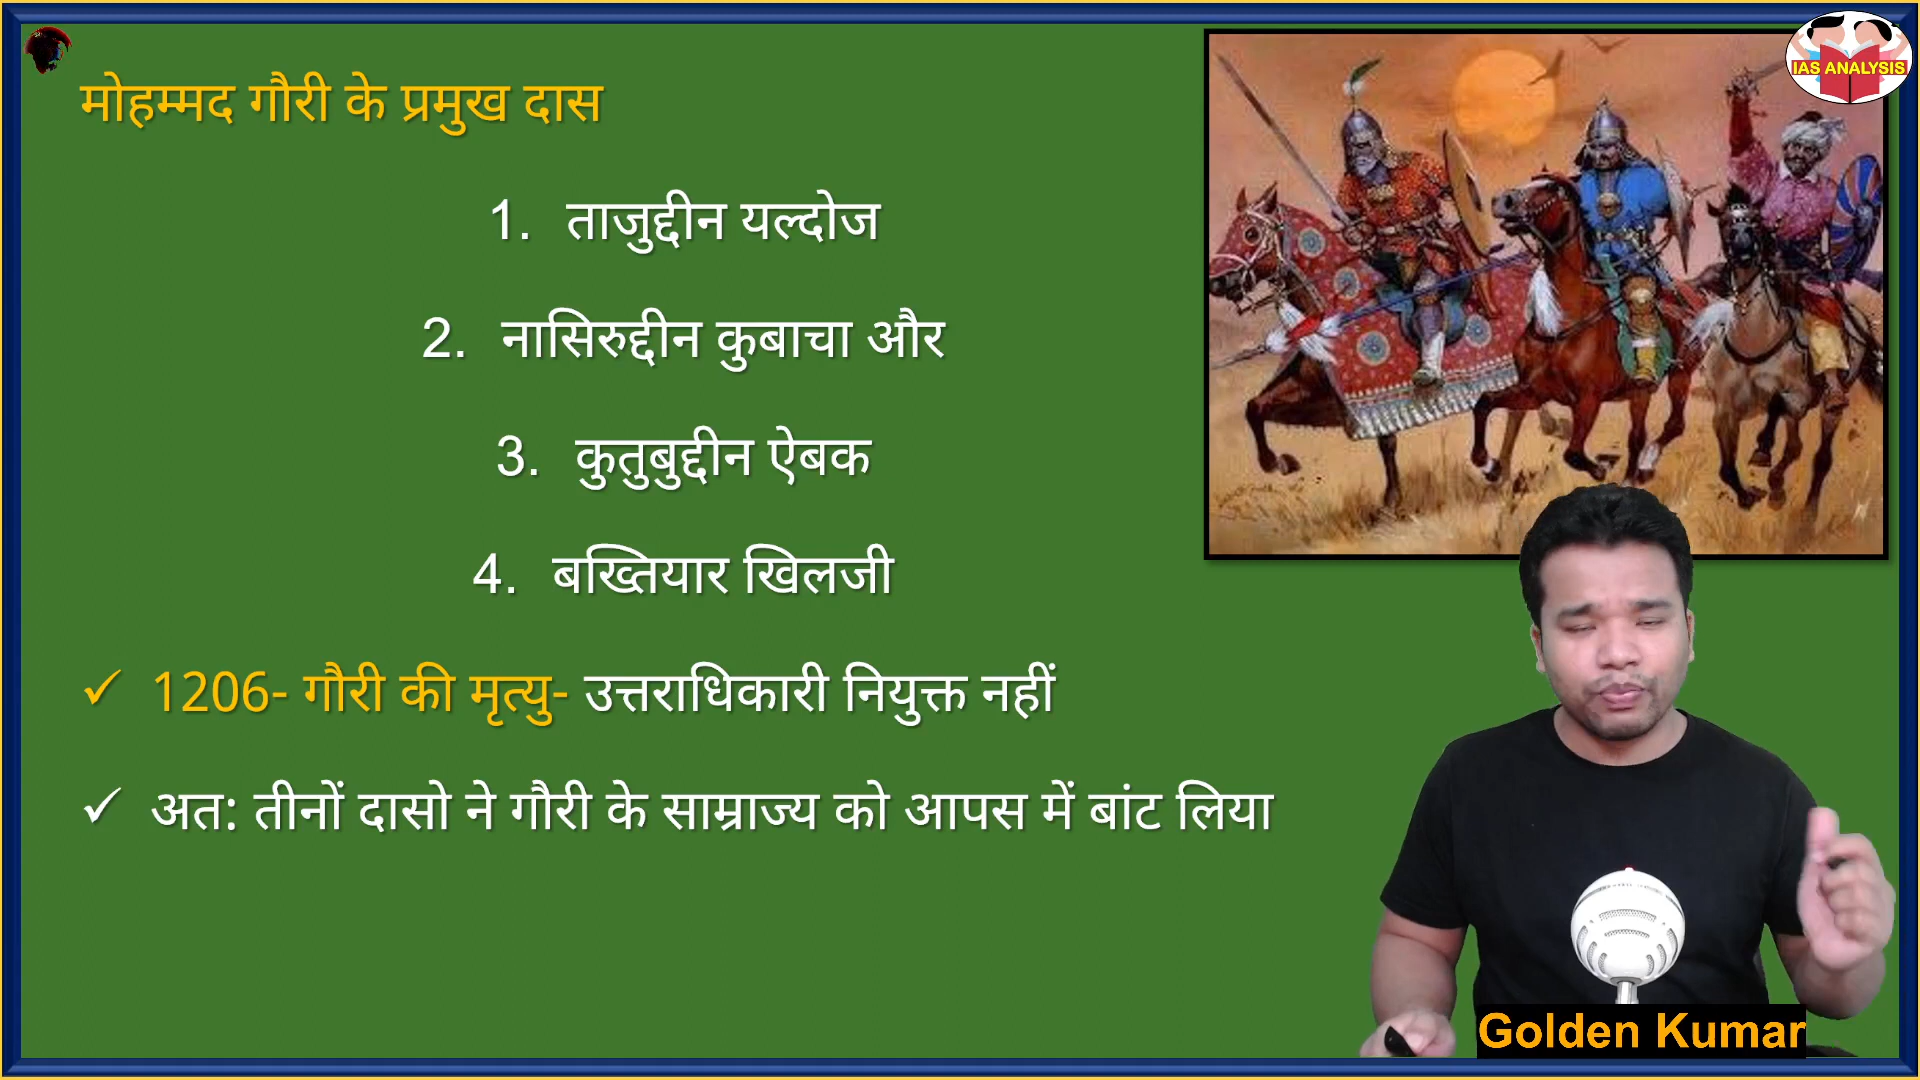 मोहम्मद गौरी के प्रमुख दास
IAS ANALYSIS
1. ताजुद्दीन यल्दोज
2. नासिरुद्दीन कुबाचा और
3. कुतुबुद्दीन ऐबक
4. बख्तियार खिलजी
✓ 1206- गौरी की मृत्यु- उत्तराधिकारी नियुक्त नहीं
✓ अत: तीनों दासो ने गौरी के साम्राज्य को आपस में बांट लिया
Golden Kumar